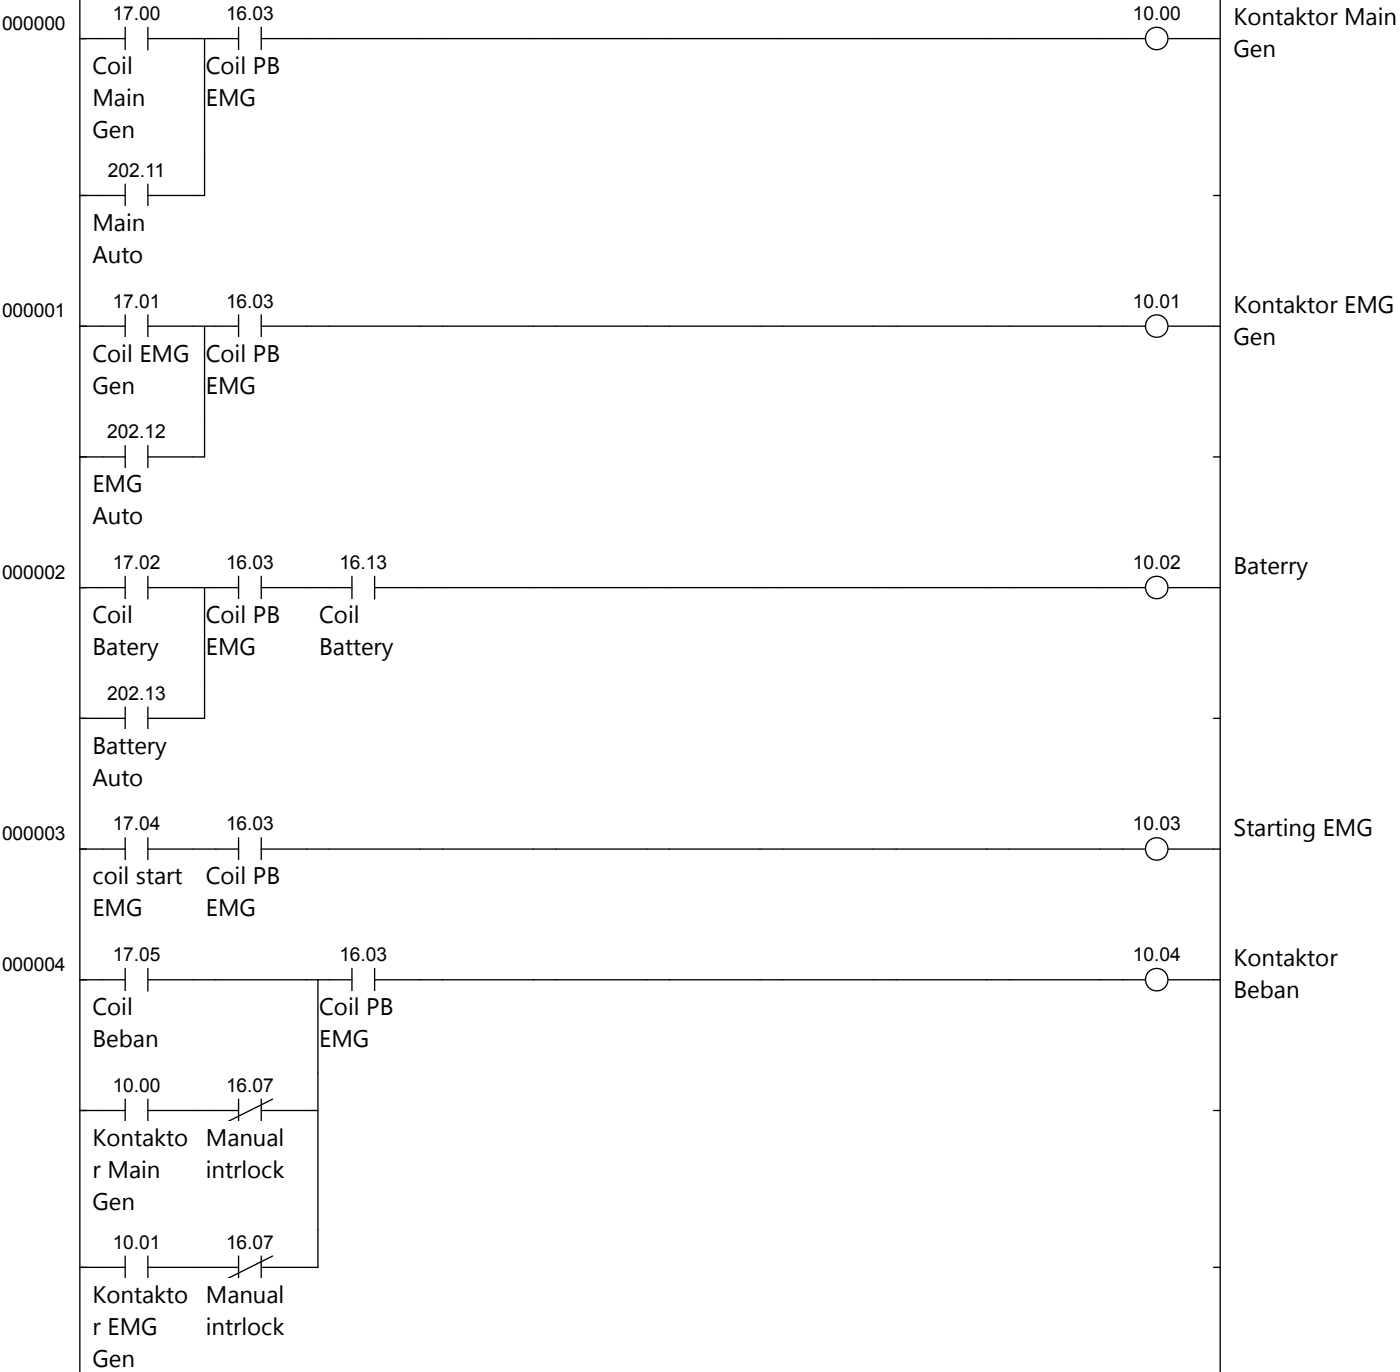 000000
17.00 16.03 10.00
Coil Main Gen
Coil PB EMG
Kontaktor Main Gen
202.11
Main Auto
000001
17.01 16.03 10.01
Coil EMG Gen
Coil PB EMG
Kontaktor EMG Gen
202.12
EMG Auto
000002
17.02 16.03 16.13 10.02
Coil Batery
Coil PB EMG
Coil Battery
Baterry
202.13
Battery Auto
000003
17.04 16.03 10.03
coil start EMG
Coil PB EMG
Starting EMG
000004
17.05 16.03 10.04
Coil Beban
Coil PB EMG
Kontaktor Beban
10.00 16.07
Kontakto
r Main
Gen
Manual
intrlock
10.01 16.07
Kontakto
r EMG
Gen
Manual
intrlock